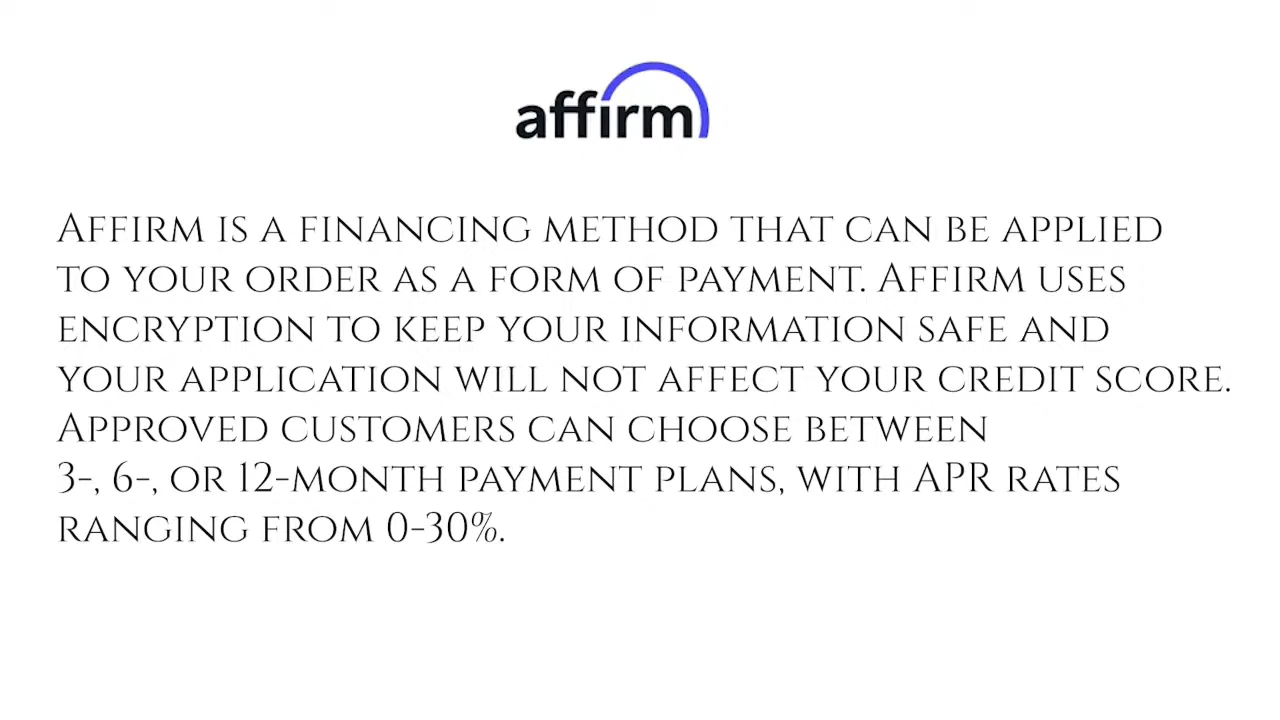 affirm
Affirm is a financing method that can be applied
to your order as a form of payment. Affirm uses
encryption to keep your information safe and
your application will not affect your credit score.
Approved customers can choose between
3-, 6-, or 12-month payment plans, with APR rates
ranging from 0-30%.